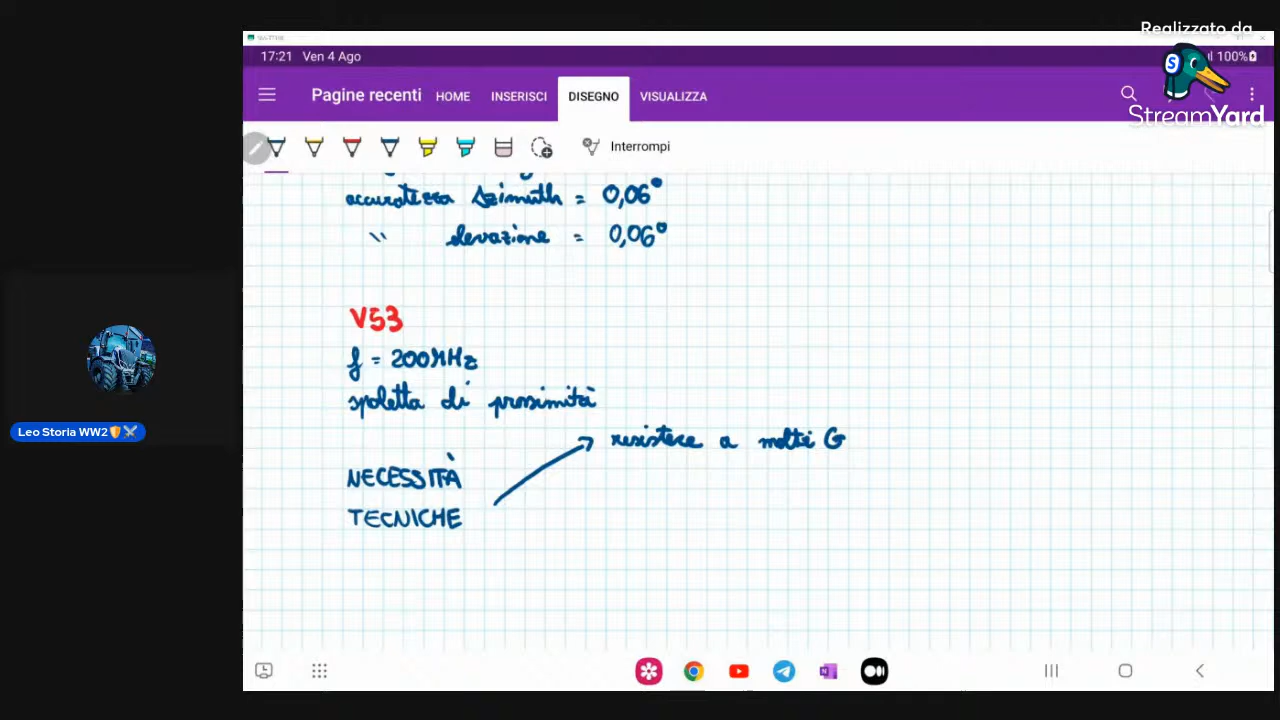 Realizzato da
StreamYard
17:21 Ven 4 Ago
100%
Pagine recenti HOME INSERISCI DISEGNO VISUALIZZA
Interrompi
accuratezza Azimuth = 0,06°
" elevazione = 0,06°
V53
f = 200MHz
spoletta di prossimità
resistere a molti G
NECESSITÀ
TECNICHE
Leo Storia WW2🛡️⚔️